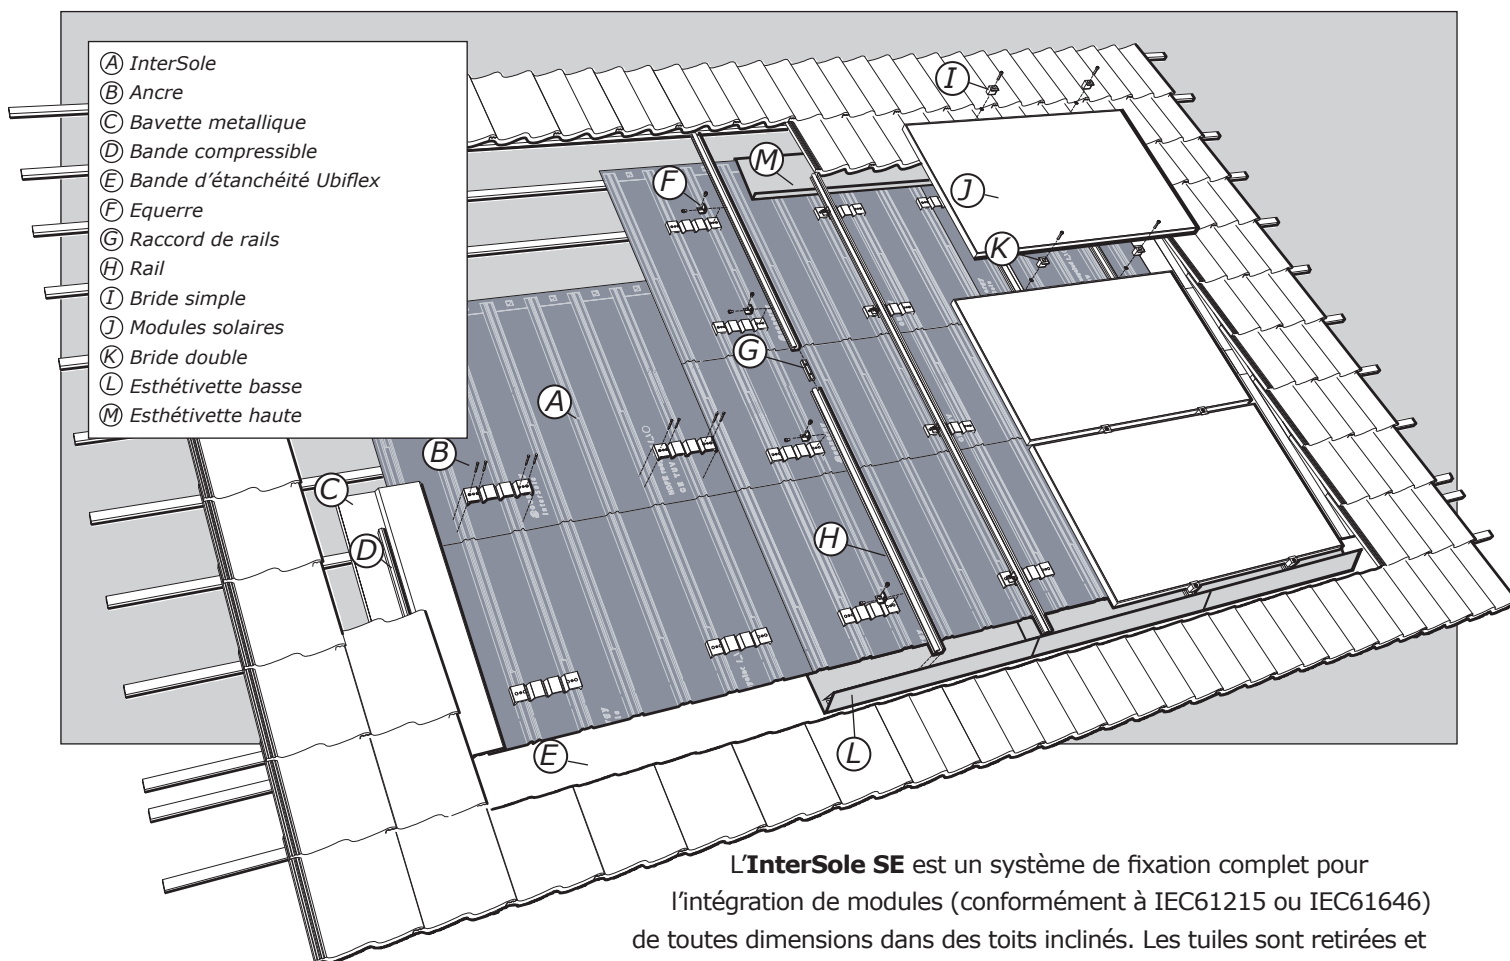 A InterSole
B Ancre
C Bavette metallique
D Bande compressible
E Bande d'étanchéité Ubiflex
F Equerre
G Raccord de rails
H Rail
I Bride simple
J Modules solaires
K Bride double
L Esthétivette basse
M Esthétivette haute
I
M
F
J
K
G
A
B
C
H
D
E
L
L'InterSole SE est un système de fixation complet pour
l'intégration de modules (conformément à IEC61215 ou IEC61646)
de toutes dimensions dans des toits inclinés. Les tuiles sont retirées et